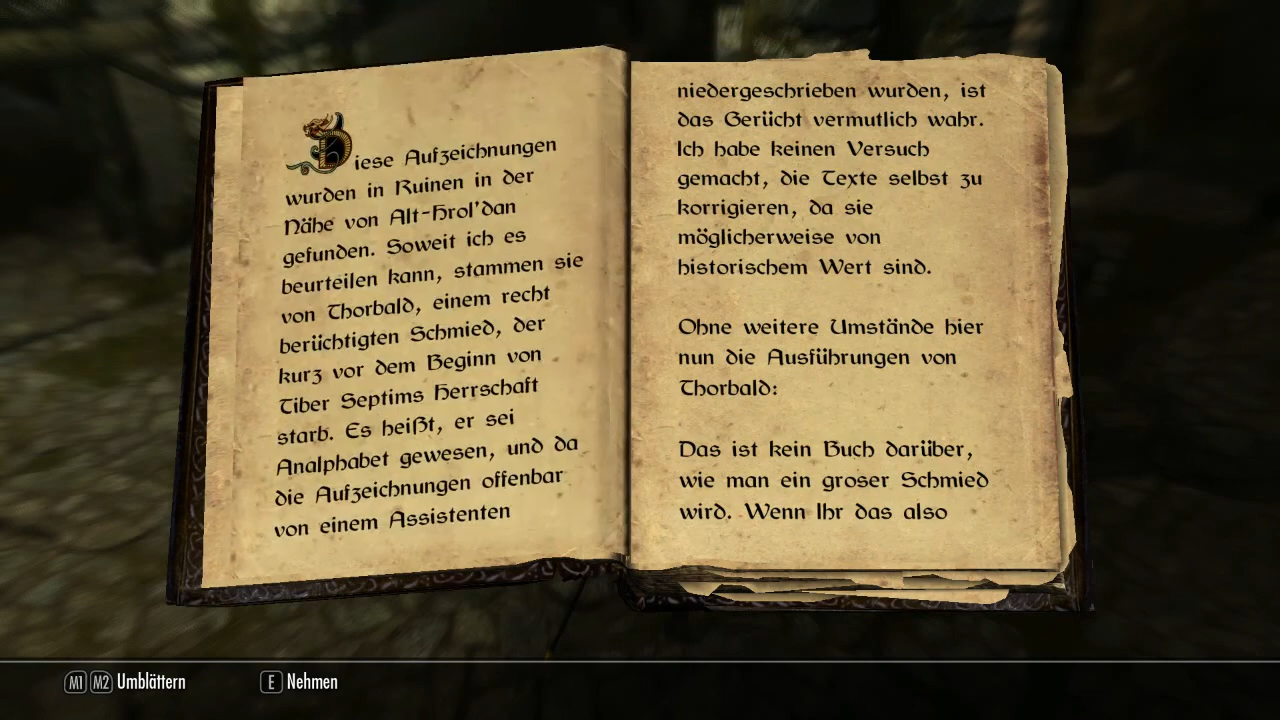 Diese Aufzeichnungen
wurden in Ruinen in der
Nähe von Alt-Hrol'dan
gefunden. Soweit ich es
beurteilen kann, stammen sie
von Thorbald, einem recht
berüchtigten Schmied, der
kurz vor dem Beginn von
Tiber Septims Herrschaft
starb. Es heißt, er sei
Analphabet gewesen, und da
die Aufzeichnungen offenbar
von einem Assistenten
niedergeschrieben wurden, ist
das Gerücht vermutlich wahr.
Ich habe keinen Versuch
gemacht, die Texte selbst zu
korrigieren, da sie
möglicherweise von
historischem Wert sind.
Ohne weitere Umstände hier
nun die Ausführungen von
Thorbald:
Das ist kein Buch darüber,
wie man ein groser Schmied
wird. Wenn Ihr das also
M1 M2 Umblättern
E Nehmen